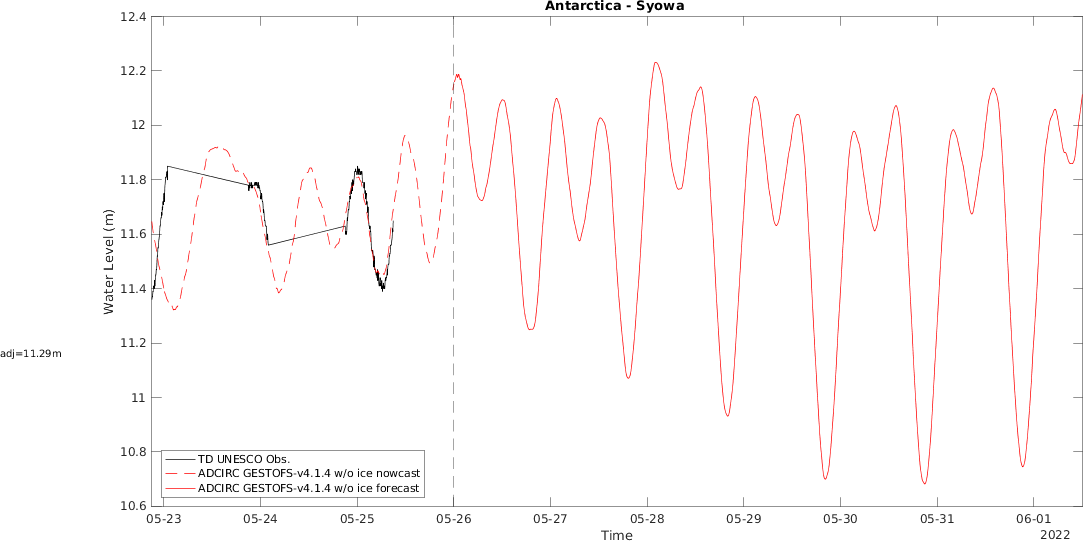 Antarctica - Syowa
12.4
12.2
12
11.8
11.6
11.4
11.2
11
10.8
10.6
Water Level (m)
adj=11.29m
TD UNESCO Obs.
ADCIRC GESTOFS-v4.1.4 w/o ice nowcast
ADCIRC GESTOFS-v4.1.4 w/o ice forecast
05-23 05-24 05-25 05-26 05-27 05-28 05-29 05-30 05-31 06-01
Time
2022